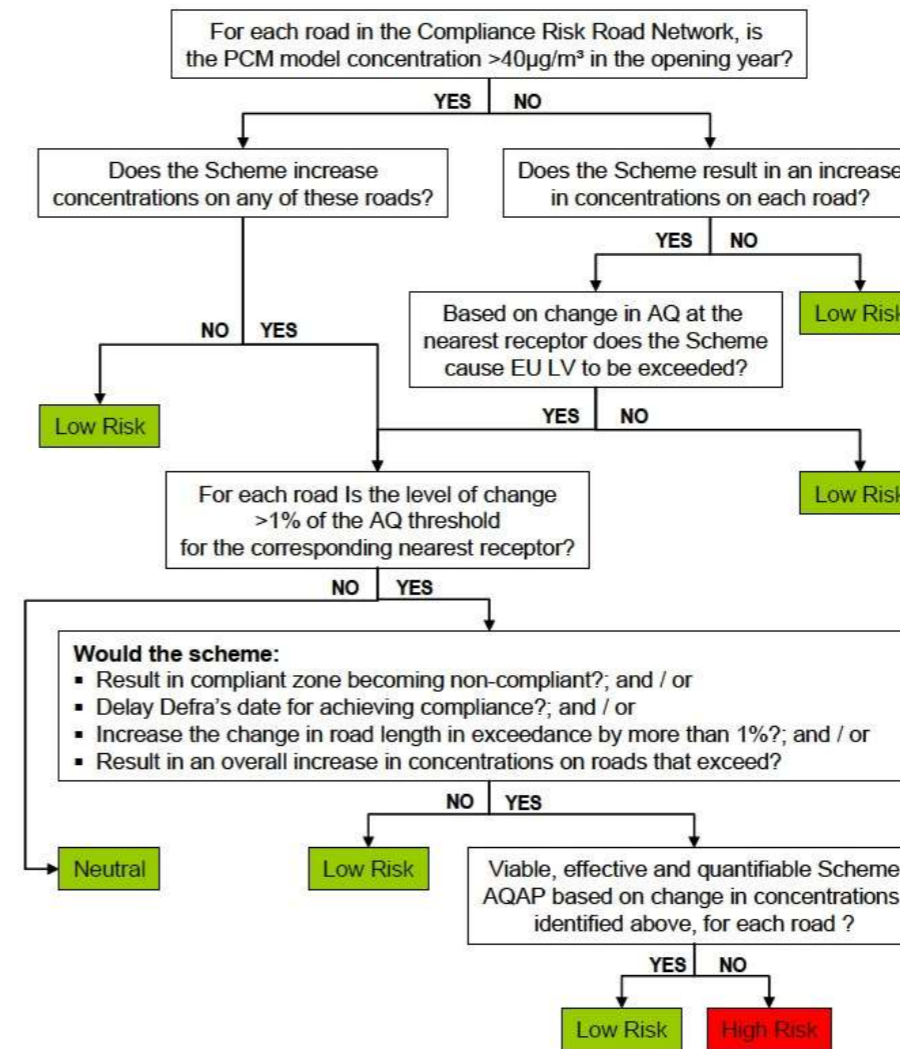 For each road in the Compliance Risk Road Network, is
the PCM model concentration >40µg/m³ in the opening year?
YES NO
Does the Scheme increase
concentrations on any of these roads?
Does the Scheme result in an increase
in concentrations on each road?
YES NO
Based on change in AQ at the
nearest receptor does the Scheme
cause EU LV to be exceeded?
Low Risk
NO YES
Low Risk
YES NO
For each road Is the level of change
>1% of the AQ threshold
for the corresponding nearest receptor?
Low Risk
NO YES
Would the scheme:
▪ Result in compliant zone becoming non-compliant?; and / or
▪ Delay Defra's date for achieving compliance?; and / or
▪ Increase the change in road length in exceedance by more than 1%?; and / or
▪ Result in an overall increase in concentrations on roads that exceed?
NO YES
Neutral
Low Risk
Viable, effective and quantifiable Scheme
AQAP based on change in concentrations
identified above, for each road ?
YES NO
Low Risk
High Risk